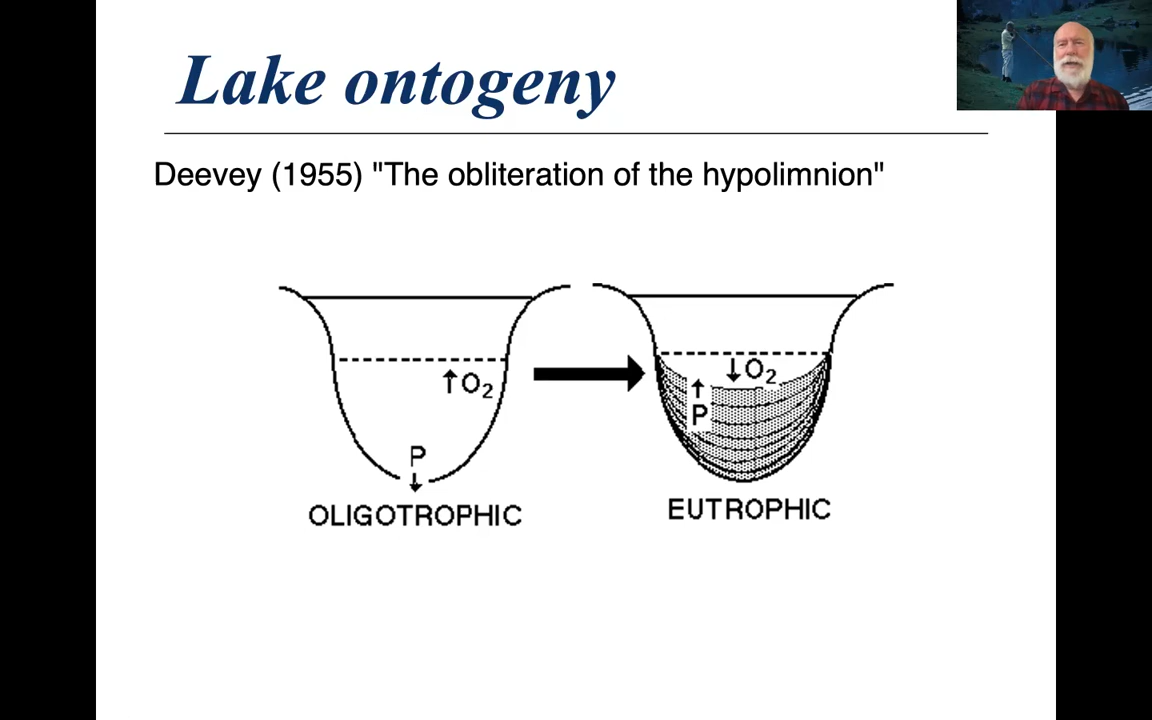 Lake ontogeny
Deevey (1955) "The obliteration of the hypolimnion"
↑O₂
P
↓
OLIGOTROPHIC
↓O₂
↑
P
EUTROPHIC